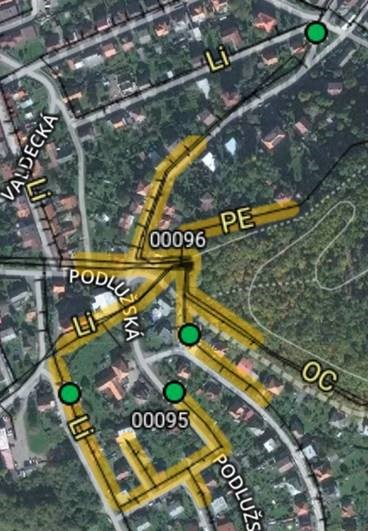 Li
VALDECKÁ
Li
PE
00096
PODLUŽSKÁ
Li
OC
00095
Li
PODLUŽS